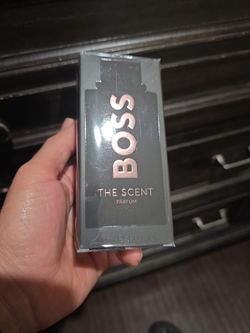 BOSS
THE SCENT
PARFUM